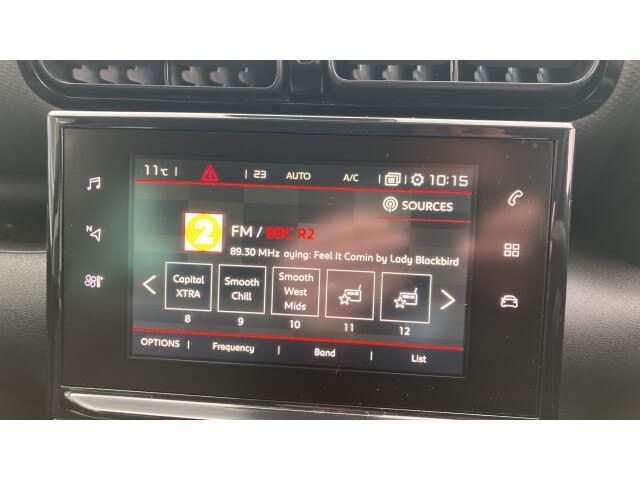 11°C | | 23 AUTO A/C | | 10:15
SOURCES
2 FM / BBC R2
89.30 MHz aying: Feel It Comin by Lady Blackbird
Capital XTRA
Smooth Chill
Smooth West Mids
8 9 10 11 12
OPTIONS | Frequency | Band | List
N